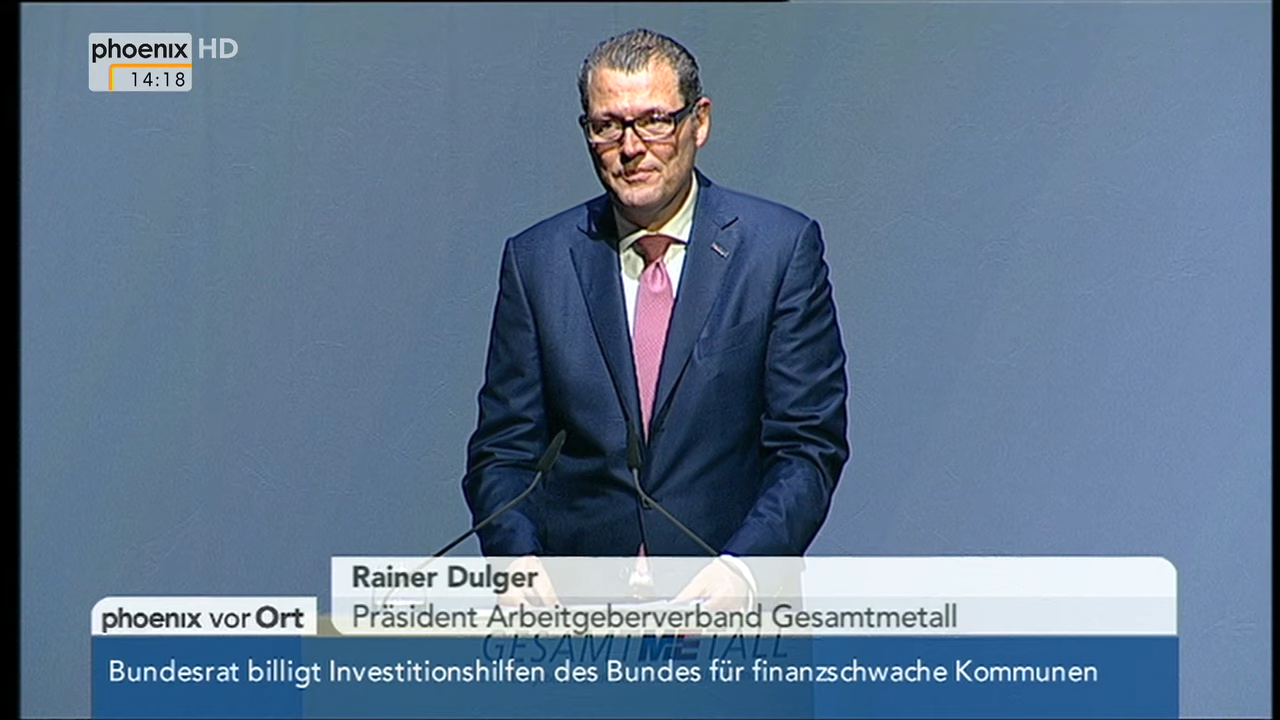 phoenix HD
14:18
Rainer Dulger
phoenix vor Ort
Präsident Arbeitgeberverband Gesamtmetall
GESAMTMETALL
Bundesrat billigt Investitionshilfen des Bundes für finanzschwache Kommunen